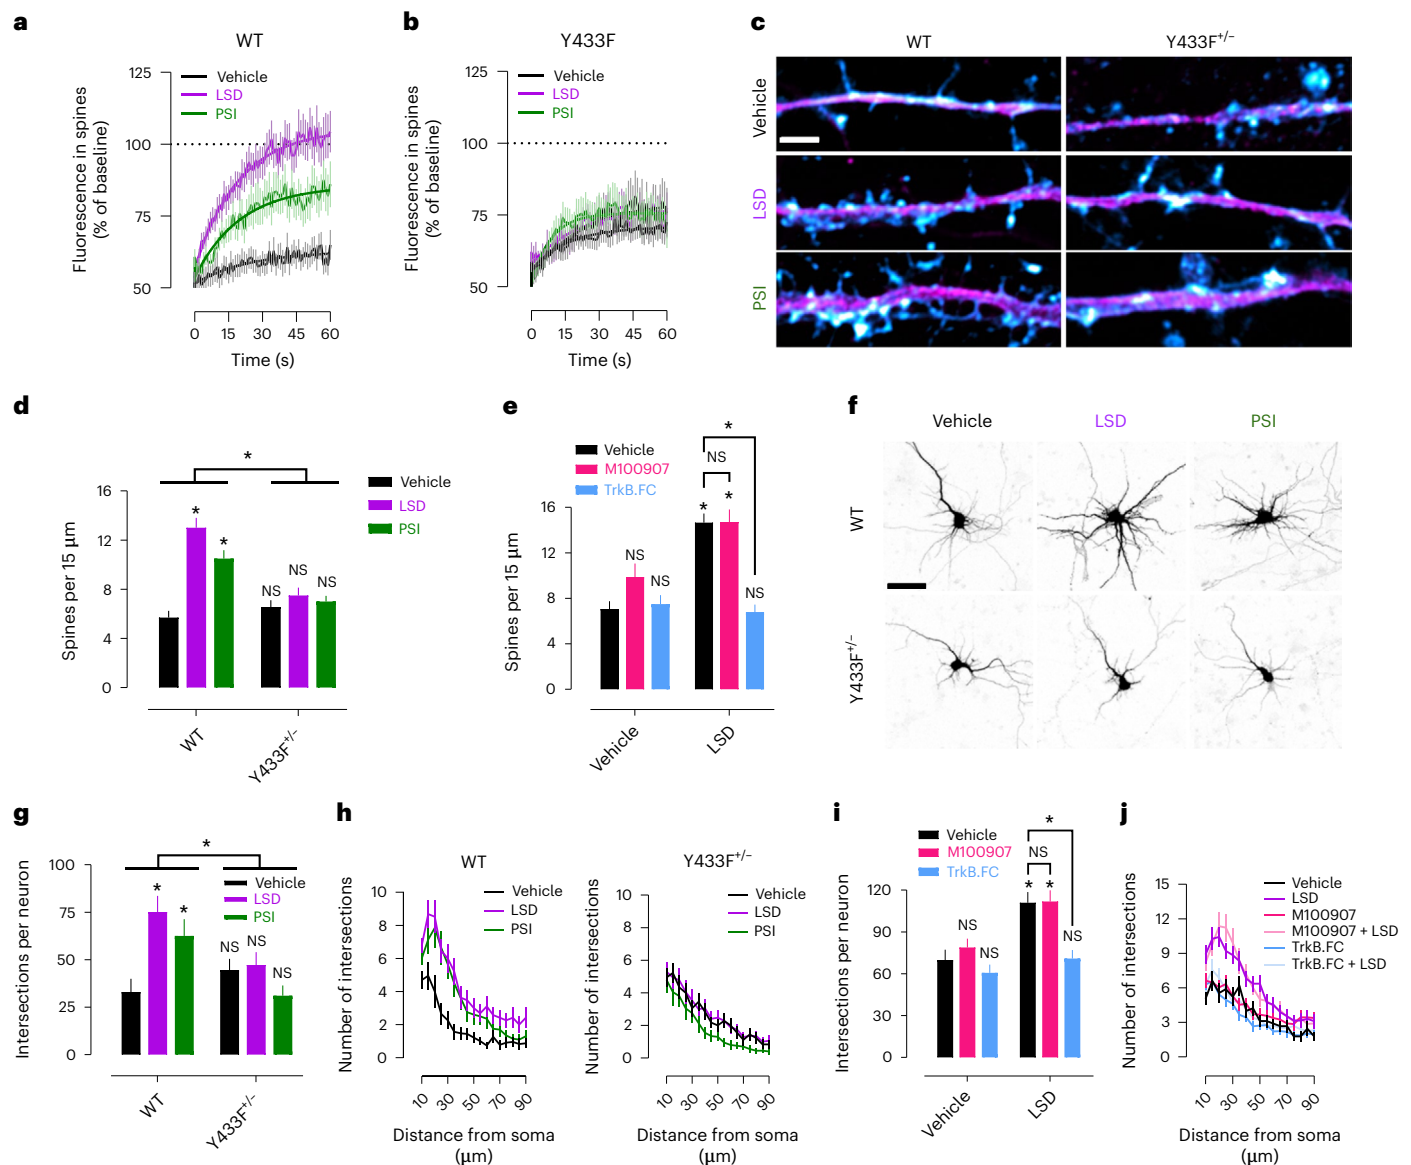 a
WT
Fluorescence in spines
(% of baseline)
125
100
75
50
Vehicle
LSD
PSI
0 15 30 45 60
Time (s)
b
Y433F
Fluorescence in spines
(% of baseline)
125
100
75
50
Vehicle
LSD
PSI
0 15 30 45 60
Time (s)
c
WT Y433F+/−
Vehicle
LSD
PSI
d
Spines per 15 μm
16
12
8
4
0
*
* *
NS NS NS
Vehicle
LSD
PSI
WT Y433F+/−
e
Vehicle
M100907
TrkB.FC
Spines per 15 μm
16
12
8
4
0
NS NS
*
NS
* *
NS
Vehicle LSD
f
Vehicle LSD PSI
WT
Y433F+/−
g
Intersections per neuron
100
75
50
25
0
*
* *
NS NS NS
Vehicle
LSD
PSI
WT Y433F+/−
h
WT
Number of intersections
10
8
6
4
2
0
Vehicle
LSD
PSI
10 30 50 70 90
Distance from soma
(μm)
Y433F+/−
Number of intersections
10
8
6
4
2
0
Vehicle
LSD
PSI
10 30 50 70 90
Distance from soma
(μm)
i
Vehicle
M100907
TrkB.FC
Intersections per neuron
120
90
60
30
0
NS NS
*
NS
* *
NS
Vehicle LSD
j
Number of intersections
15
12
9
6
3
0
Vehicle
LSD
M100907
M100907 + LSD
TrkB.FC
TrkB.FC + LSD
10 30 50 70 90
Distance from soma
(μm)